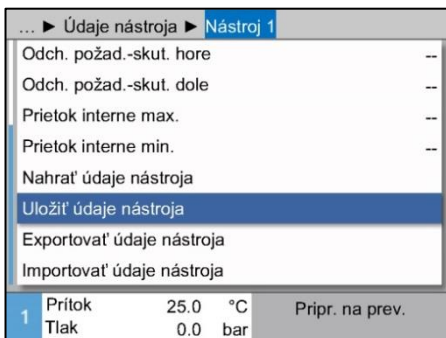 ... ► Údaje nástroja ► Nástroj 1
Odch. požad.-skut. hore --
Odch. požad.-skut. dole --
Prietok interne max. --
Prietok interne min. --
Nahrať údaje nástroja
Uložiť údaje nástroja
Exportovať údaje nástroja
Importovať údaje nástroja
1 Prítok 25.0 °C Pripr. na prev.
Tlak 0.0 bar